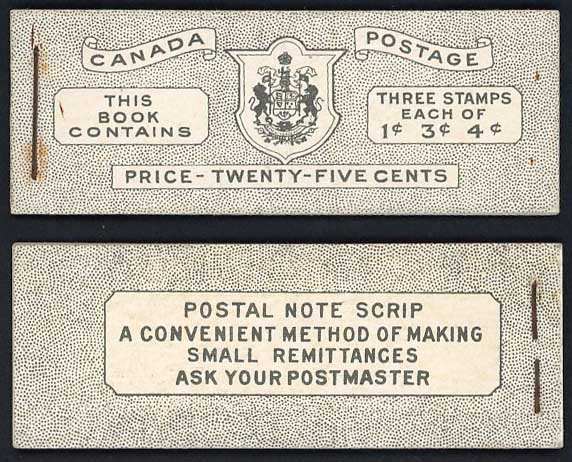 CANADA POSTAGE
THIS
BOOK
CONTAINS
THREE STAMPS
EACH OF
1¢ 3¢ 4¢
PRICE - TWENTY-FIVE CENTS
POSTAL NOTE SCRIP
A CONVENIENT METHOD OF MAKING
SMALL REMITTANCES
ASK YOUR POSTMASTER